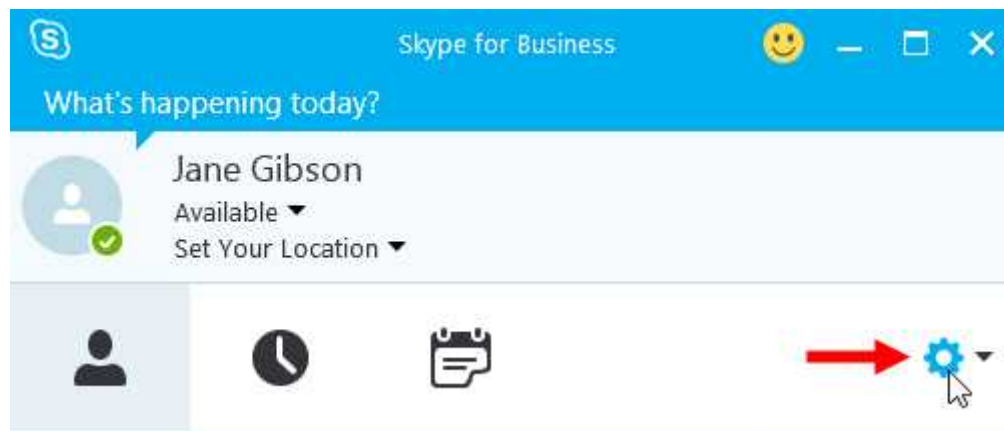 Skype for Business
What's happening today?
Jane Gibson
Available
Set Your Location